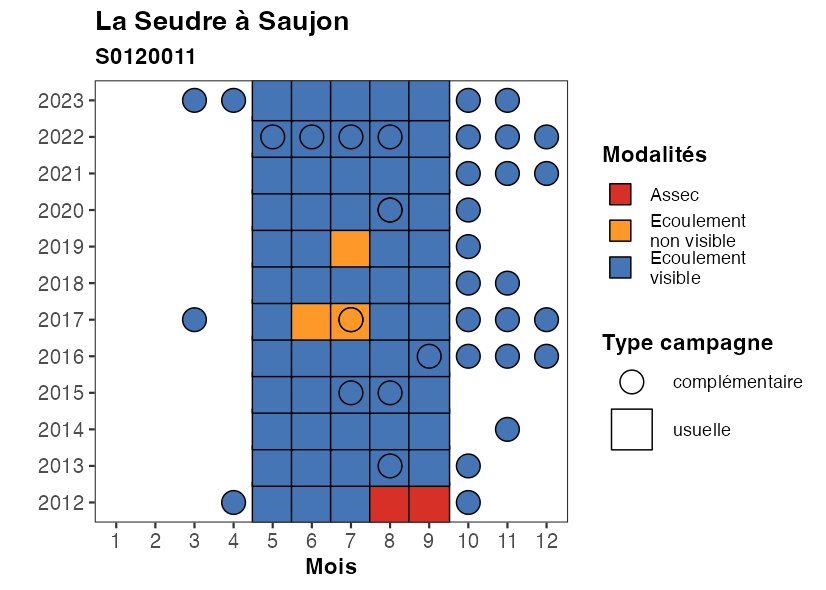 La Seudre à Saujon
S0120011
2023
2022
2021
2020
2019
2018
2017
2016
2015
2014
2013
2012
1 2 3 4 5 6 7 8 9 10 11 12
Mois
Modalités
Assec
Ecoulement
non visible
Ecoulement
visible
Type campagne
complémentaire
usuelle